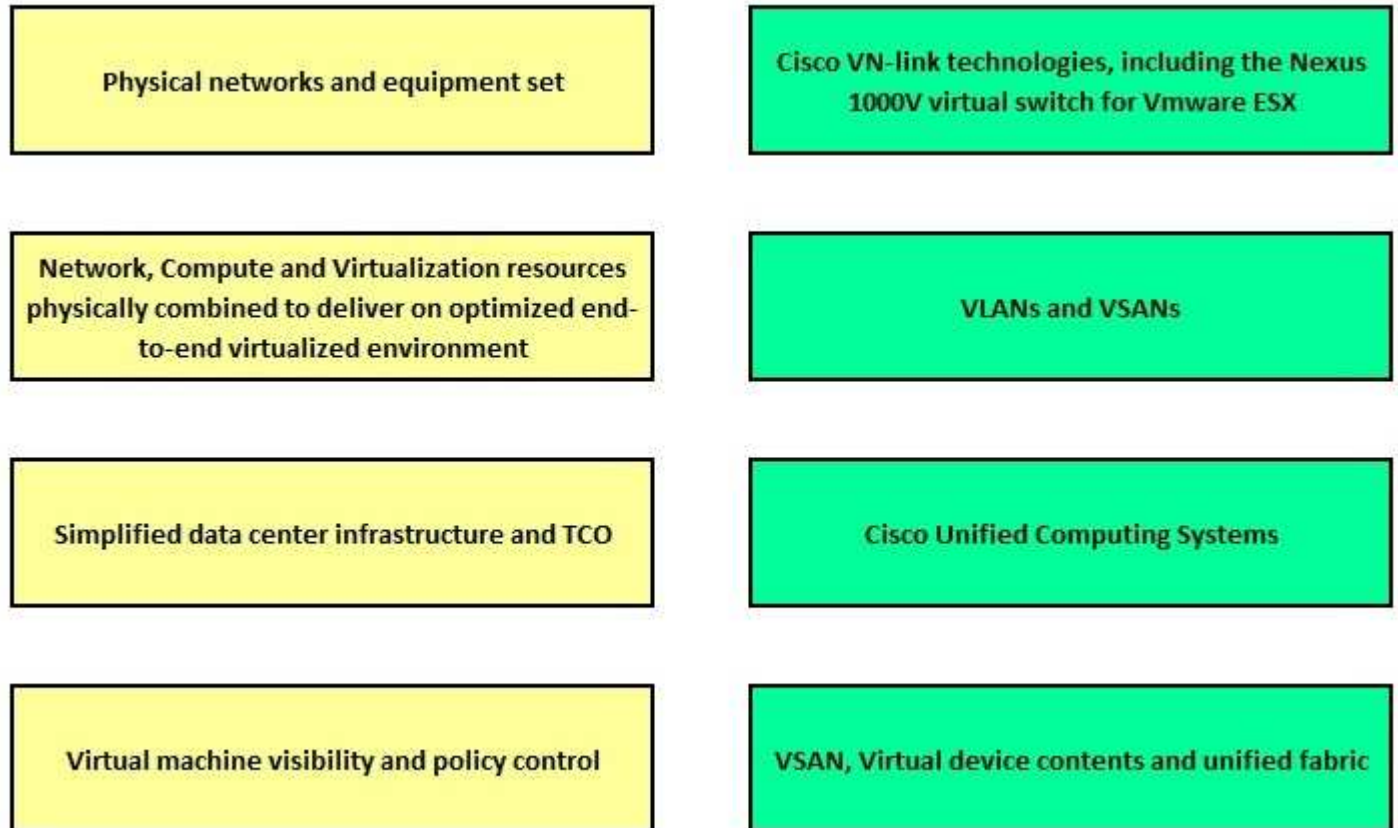 Physical networks and equipment set
Cisco VN-link technologies, including the Nexus
1000V virtual switch for Vmware ESX
Network, Compute and Virtualization resources
physically combined to deliver on optimized end-
to-end virtualized environment
VLANs and VSANs
Simplified data center infrastructure and TCO
Cisco Unified Computing Systems
Virtual machine visibility and policy control
VSAN, Virtual device contents and unified fabric